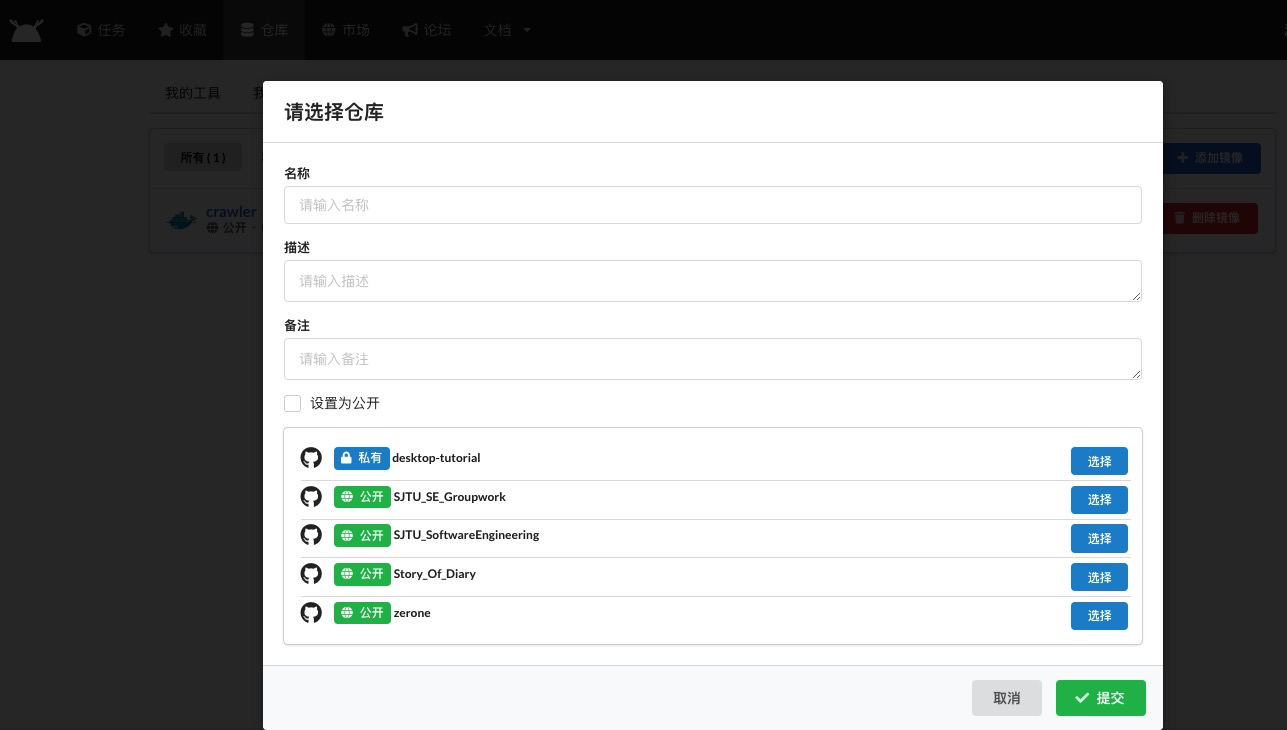 任务 收藏 仓库 市场 论坛 文档
我的工具
请选择仓库
所有 ( 1 )
添加镜像
名称
请输入名称
crawler
公开 -
删除镜像
描述
请输入描述
备注
请输入备注
设置为公开
私有 desktop-tutorial 选择
公开 SJTU_SE_Groupwork 选择
公开 SJTU_SoftwareEngineering 选择
公开 Story_Of_Diary 选择
公开 zerone 选择
取消 提交